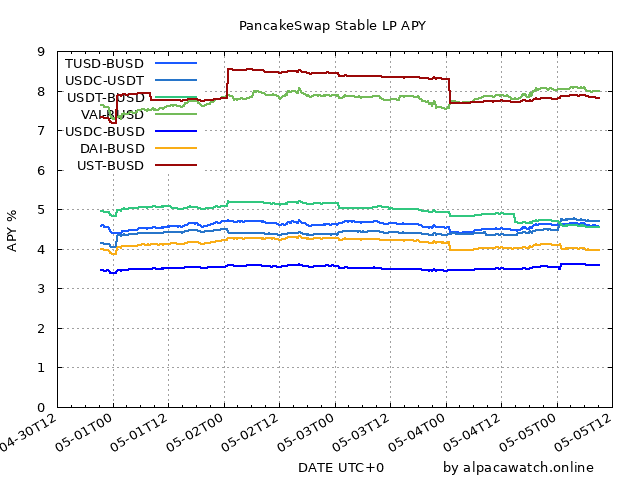 PancakeSwap Stable LP APY
APY %
9
8
7
6
5
4
3
2
1
0
TUSD-BUSD
USDC-USDT
USDT-BUSD
VAI-BUSD
USDC-BUSD
DAI-BUSD
UST-BUSD
04-30T12
05-01T00
05-01T12
05-02T00
05-02T12
05-03T00
05-03T12
05-04T00
05-04T12
05-05T00
05-05T12
DATE UTC+0
by alpacawatch.online